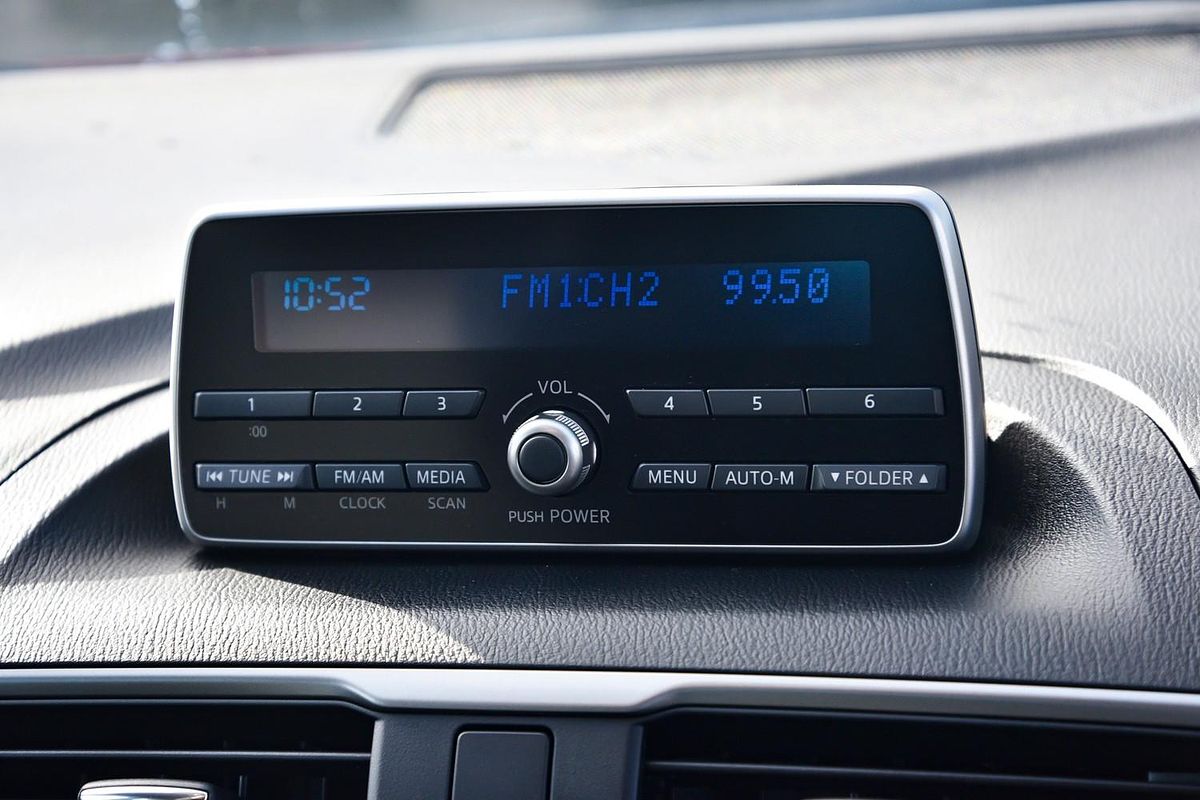 10:52 FM1:CH2 99.50
VOL
1 2 3 4 5 6
:00
⏮ TUNE ⏭ FM/AM MEDIA MENU AUTO-M ▼ FOLDER ▲
H M CLOCK SCAN
PUSH POWER